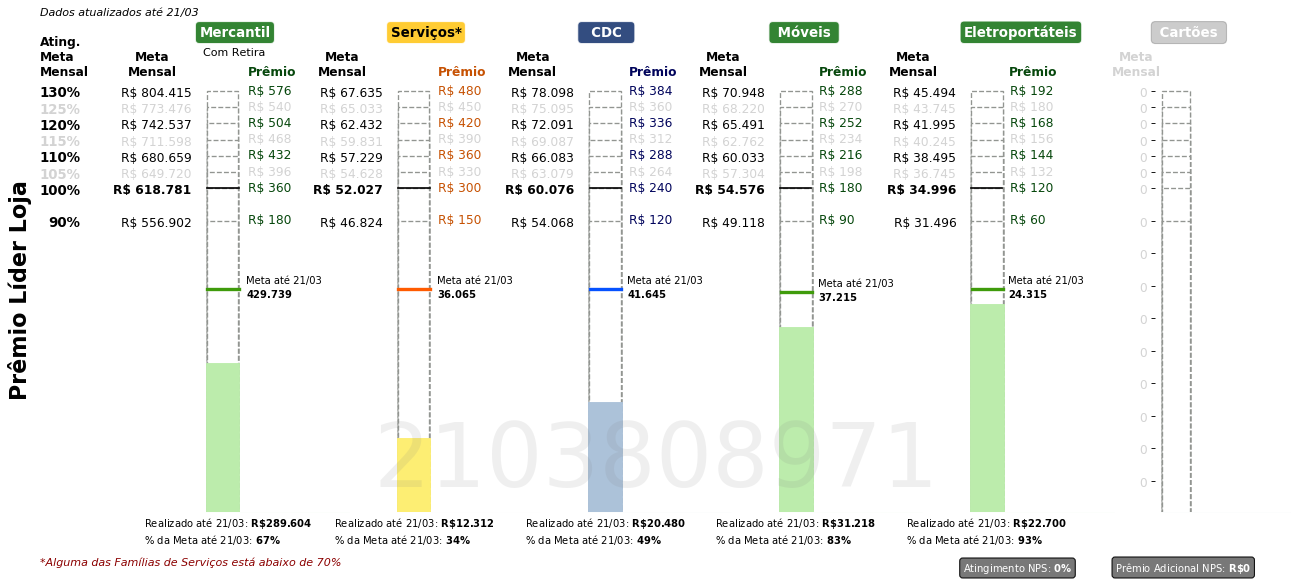 Dados atualizados até 21/03
Mercantil Serviços* CDC Móveis Eletroportáteis Cartões
Com Retira
Ating. Meta Mensal Meta Mensal Prêmio Meta Mensal Prêmio Meta Mensal Prêmio Meta Mensal Prêmio Meta Mensal Prêmio Meta Mensal
130% R$ 804.415 R$ 576 R$ 67.635 R$ 480 R$ 78.098 R$ 384 R$ 70.948 R$ 288 R$ 45.494 R$ 192 0
125% R$ 773.476 R$ 540 R$ 65.033 R$ 450 R$ 75.095 R$ 360 R$ 68.220 R$ 270 R$ 43.745 R$ 180 0
120% R$ 742.537 R$ 504 R$ 62.432 R$ 420 R$ 72.091 R$ 336 R$ 65.491 R$ 252 R$ 41.995 R$ 168 0
115% R$ 711.598 R$ 468 R$ 59.831 R$ 390 R$ 69.087 R$ 312 R$ 62.762 R$ 234 R$ 40.245 R$ 156 0
110% R$ 680.659 R$ 432 R$ 57.229 R$ 360 R$ 66.083 R$ 288 R$ 60.033 R$ 216 R$ 38.495 R$ 144 0
105% R$ 649.720 R$ 396 R$ 54.628 R$ 330 R$ 63.079 R$ 264 R$ 57.304 R$ 198 R$ 36.745 R$ 132 0
100% R$ 618.781 R$ 360 R$ 52.027 R$ 300 R$ 60.076 R$ 240 R$ 54.576 R$ 180 R$ 34.996 R$ 120 0
90% R$ 556.902 R$ 180 R$ 46.824 R$ 150 R$ 54.068 R$ 120 R$ 49.118 R$ 90 R$ 31.496 R$ 60 0
0
0
0
0
0
0
0
0
Prêmio Líder Loja
Meta até 21/03 Meta até 21/03 Meta até 21/03 Meta até 21/03 Meta até 21/03
429.739 36.065 41.645 37.215 24.315
2103808971
Realizado até 21/03: R$289.604 Realizado até 21/03: R$12.312 Realizado até 21/03: R$20.480 Realizado até 21/03: R$31.218 Realizado até 21/03: R$22.700
% da Meta até 21/03: 67% % da Meta até 21/03: 34% % da Meta até 21/03: 49% % da Meta até 21/03: 83% % da Meta até 21/03: 93%
*Alguma das Famílias de Serviços está abaixo de 70%
Atingimento NPS: 0% Prêmio Adicional NPS: R$0